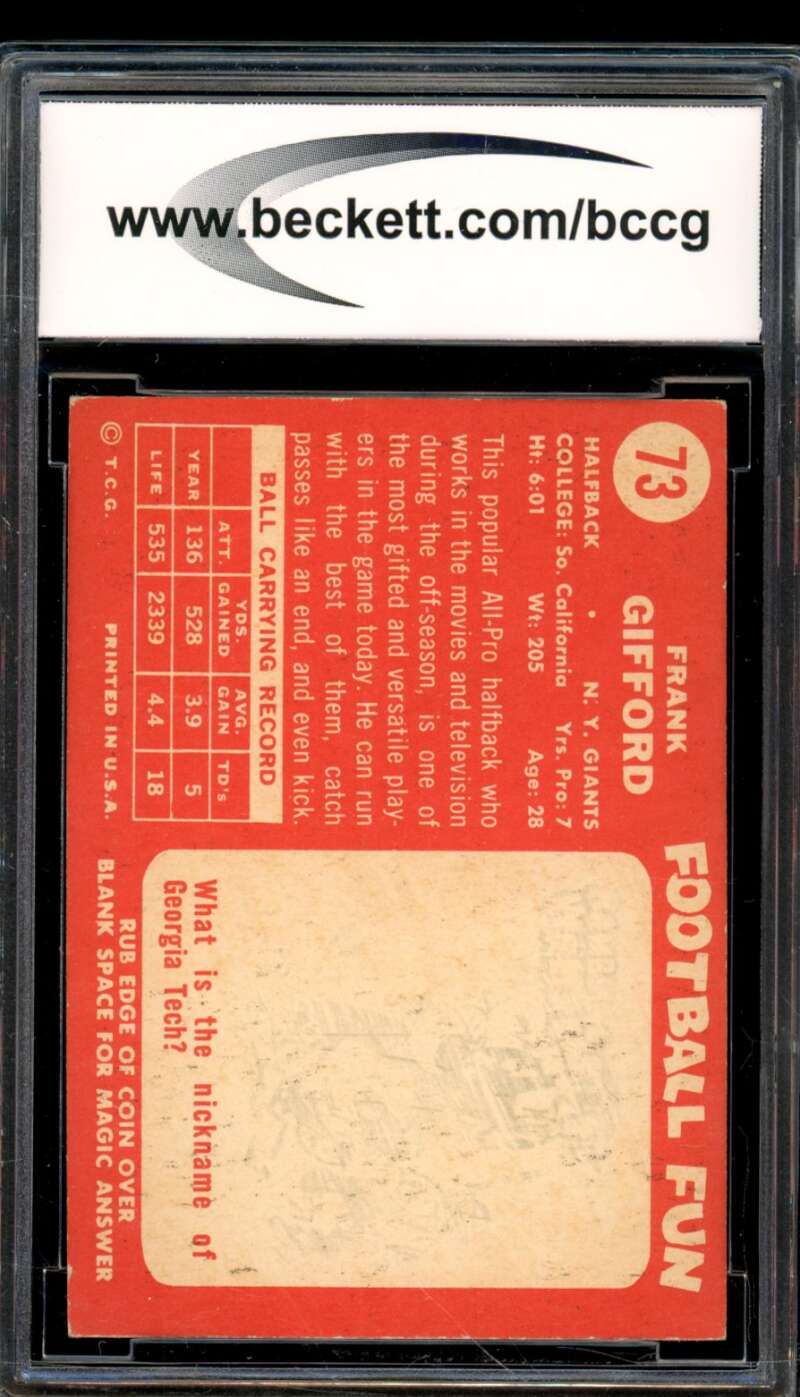 www.beckett.com/bccg
73
FRANK
GIFFORD
HALFBACK • N. Y. GIANTS
COLLEGE: So. California Yrs. Pro: 7
Ht: 6:01 Wt: 205 Age: 28
This popular All-Pro halfback who
works in the movies and television
during the off-season, is one of
the most gifted and versatile play-
ers in the game today. He can run
with the best of them, catch
passes like an end, and even kick.
BALL CARRYING RECORD
ATT. YDS. GAINED AVG. GAIN TD's
YEAR 136 528 3.9 5
LIFE 535 2339 4.4 18
© T.C.G. PRINTED IN U.S.A.
FOOTBALL FUN
What is the nickname of
Georgia Tech?
RUB EDGE OF COIN OVER
BLANK SPACE FOR MAGIC ANSWER